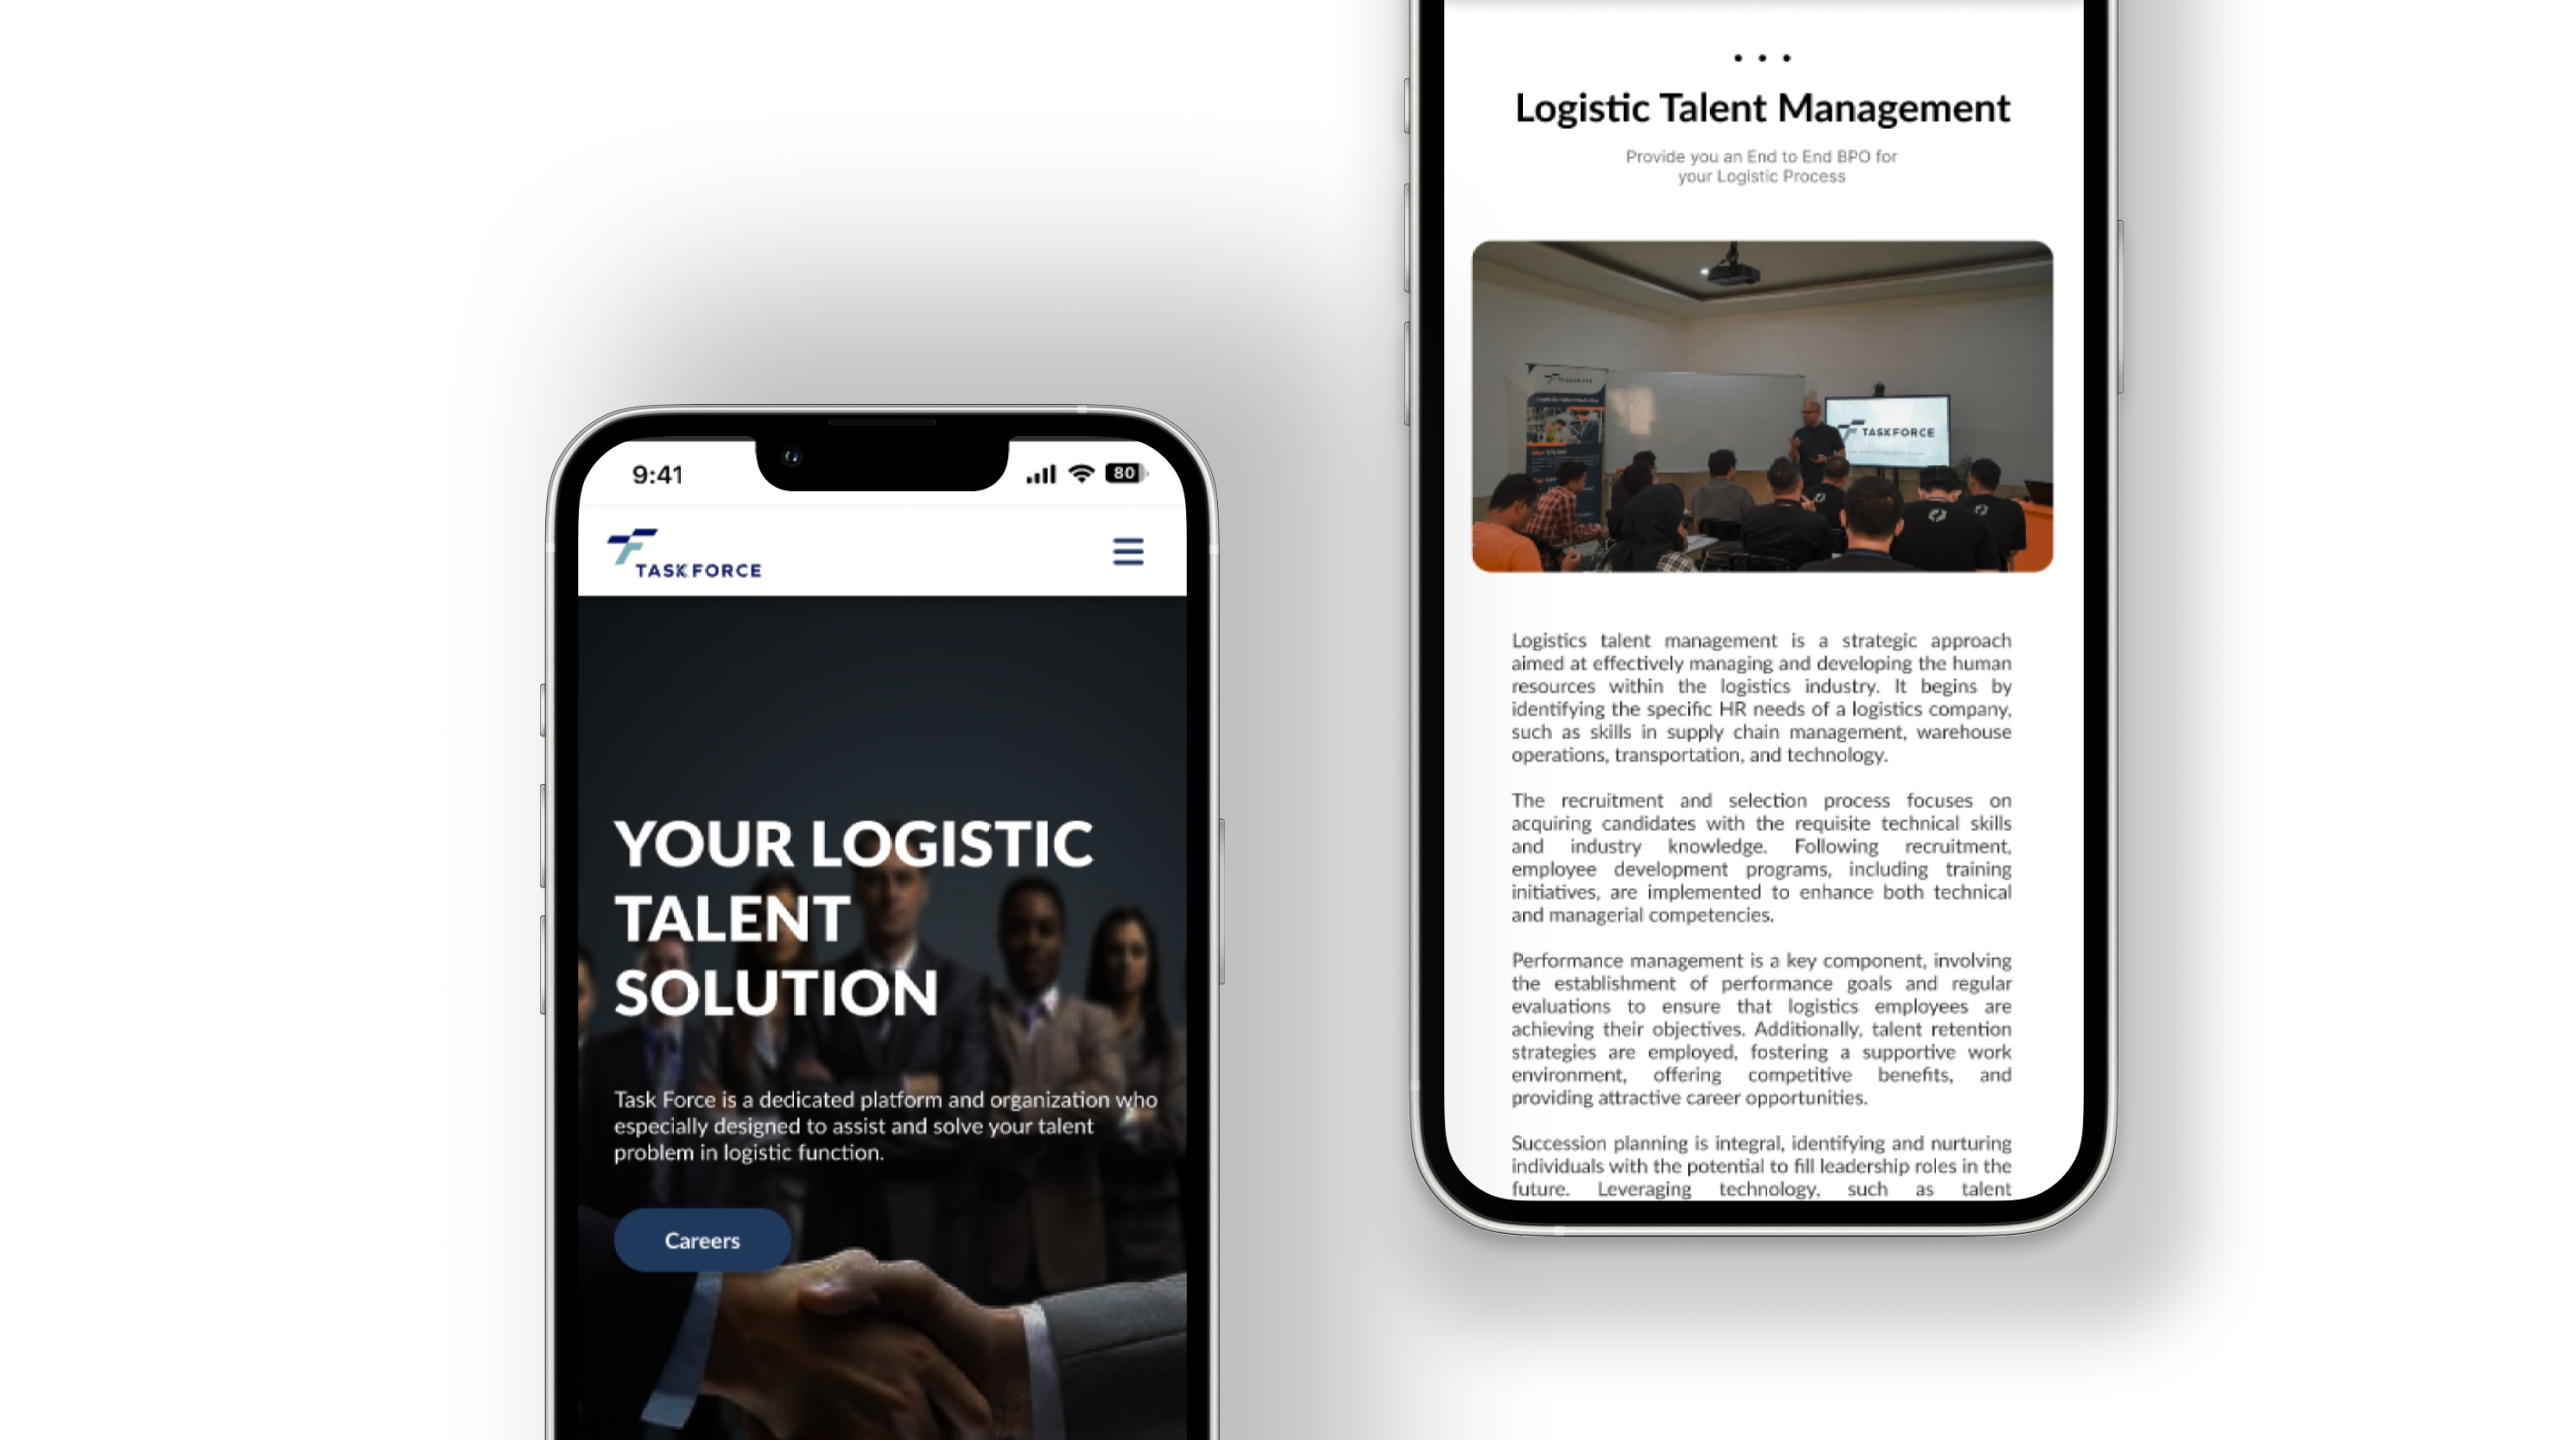 9:41
80
TASKFORCE
YOUR LOGISTIC
TALENT
SOLUTION
Task Force is a dedicated platform and organization who
especially designed to assist and solve your talent
problem in logistic function.
Careers
Logistic Talent Management
Provide you an End to End BPO for
your Logistic Process
TASKFORCE
TASKFORCE
Logistics talent management is a strategic approach
aimed at effectively managing and developing the human
resources within the logistics industry. It begins by
identifying the specific HR needs of a logistics company,
such as skills in supply chain management, warehouse
operations, transportation, and technology.
The recruitment and selection process focuses on
acquiring candidates with the requisite technical skills
and industry knowledge. Following recruitment,
employee development programs, including training
initiatives, are implemented to enhance both technical
and managerial competencies.
Performance management is a key component, involving
the establishment of performance goals and regular
evaluations to ensure that logistics employees are
achieving their objectives. Additionally, talent retention
strategies are employed, fostering a supportive work
environment, offering competitive benefits, and
providing attractive career opportunities.
Succession planning is integral, identifying and nurturing
individuals with the potential to fill leadership roles in the
future. Leveraging technology, such as talent